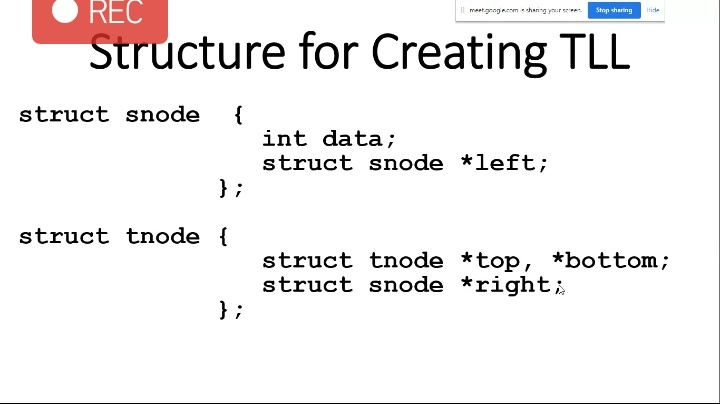 REC
meet.google.com is sharing your screen.
Stop sharing
Hide
Structure for Creating TLL
struct snode {
int data;
struct snode *left;
};
struct tnode {
struct tnode *top, *bottom;
struct snode *right;
};